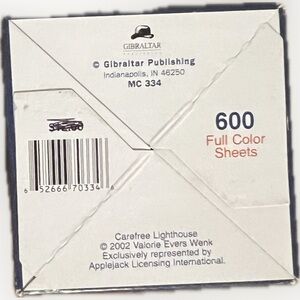 GIBRALTAR
© Gibraltar Publishing
Indianapolis, IN 46250
MC 334
600
Full Color
Sheets
6 52666 70334 6
Carefree Lighthouse
© 2002 Valorie Evers Wenk
Exclusively represented by
Applejack Licensing International.